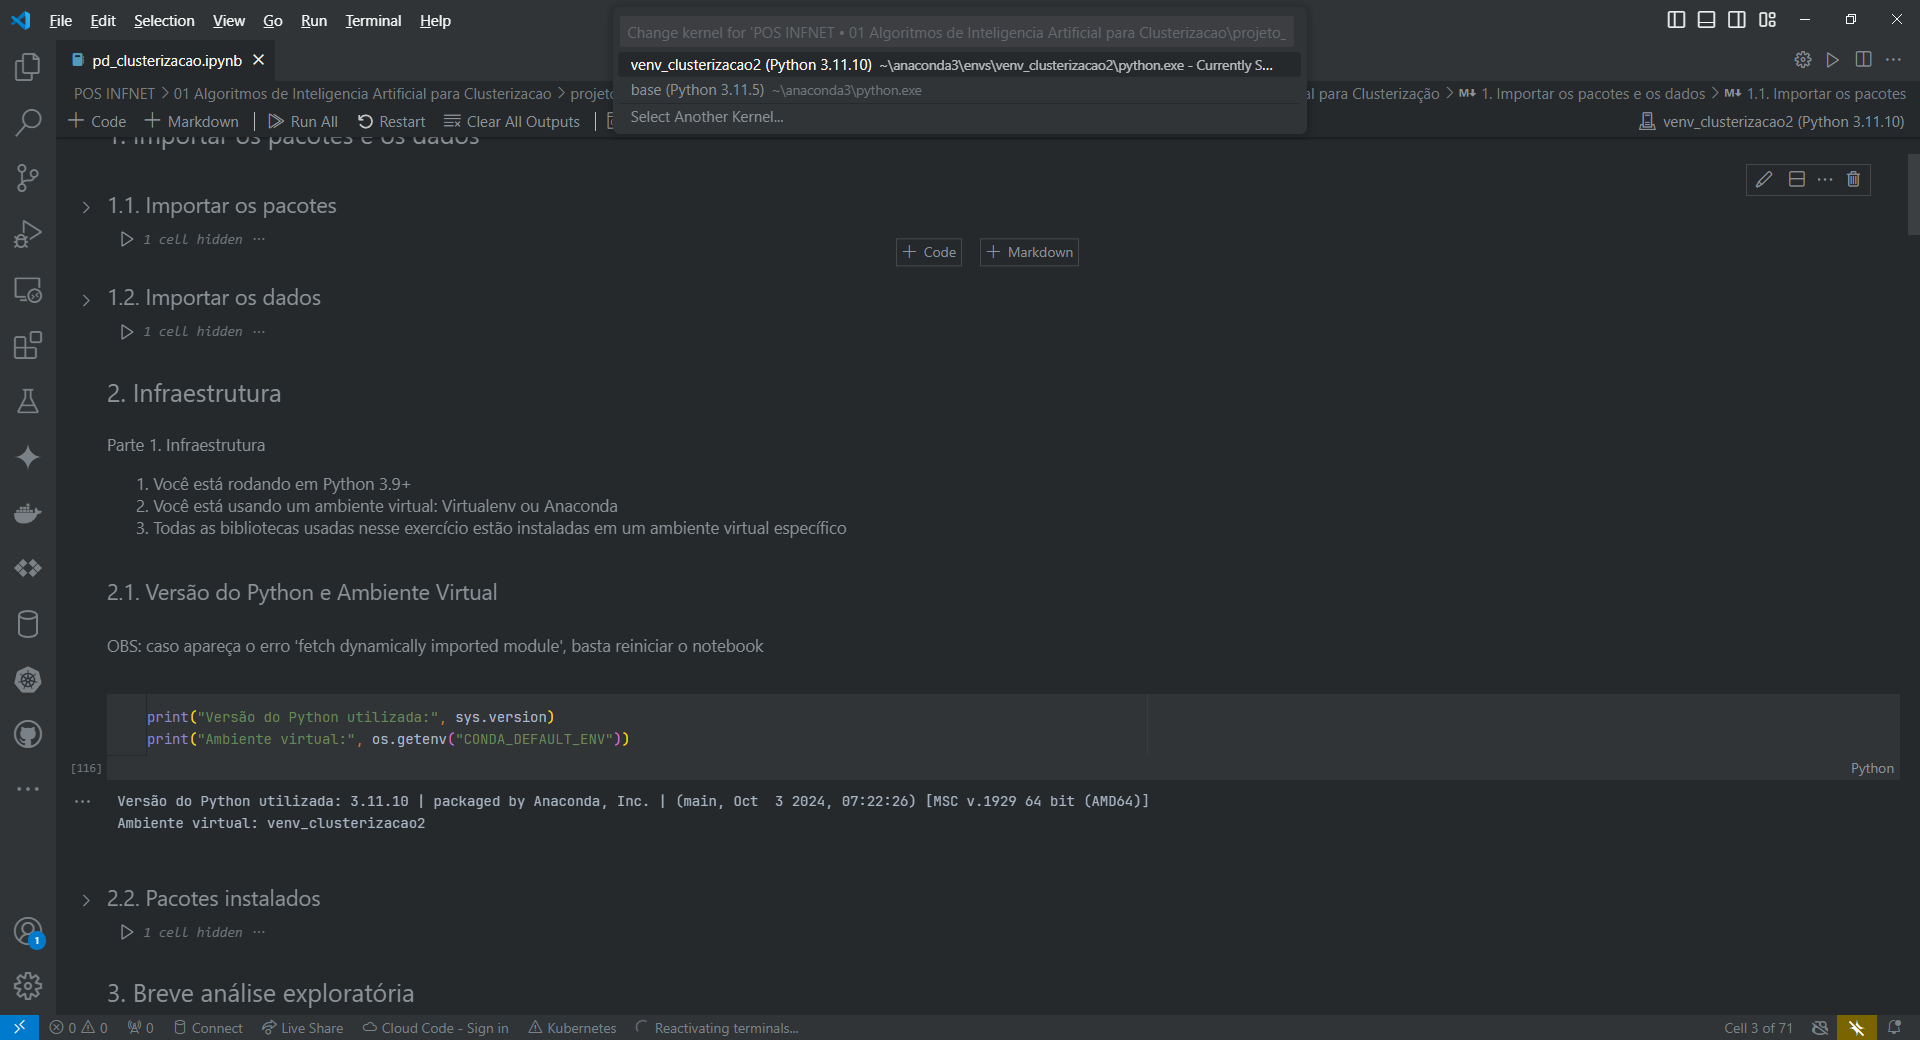 File Edit Selection View Go Run Terminal Help
Change kernel for 'POS INFNET • 01 Algoritmos de Inteligencia Artificial para Clusterizacao\projeto_
venv_clusterizacao2 (Python 3.11.10) ~\anaconda3\envs\venv_clusterizacao2\python.exe - Currently S...
base (Python 3.11.5) ~\anaconda3\python.exe
Select Another Kernel...
pd_clusterizacao.ipynb
POS INFNET > 01 Algoritmos de Inteligencia Artificial para Clusterizacao > projeto
al para Clusterização > M↓ 1. Importar os pacotes e os dados > M↓ 1.1. Importar os pacotes
+ Code + Markdown Run All Restart Clear All Outputs
venv_clusterizacao2 (Python 3.11.10)
1. Importar os pacotes e os dados
1.1. Importar os pacotes
1 cell hidden ...
+ Code + Markdown
1.2. Importar os dados
1 cell hidden ...
2. Infraestrutura
Parte 1. Infraestrutura
1. Você está rodando em Python 3.9+
2. Você está usando um ambiente virtual: Virtualenv ou Anaconda
3. Todas as bibliotecas usadas nesse exercício estão instaladas em um ambiente virtual específico
2.1. Versão do Python e Ambiente Virtual
OBS: caso apareça o erro 'fetch dynamically imported module', basta reiniciar o notebook
print("Versão do Python utilizada:", sys.version)
print("Ambiente virtual:", os.getenv("CONDA_DEFAULT_ENV"))
[116]
Python
Versão do Python utilizada: 3.11.10 | packaged by Anaconda, Inc. | (main, Oct  3 2024, 07:22:26) [MSC v.1929 64 bit (AMD64)]
Ambiente virtual: venv_clusterizacao2
2.2. Pacotes instalados
1 cell hidden ...
1
3. Breve análise exploratória
0 0 0 Connect Live Share Cloud Code - Sign in Kubernetes Reactivating terminals...
Cell 3 of 71